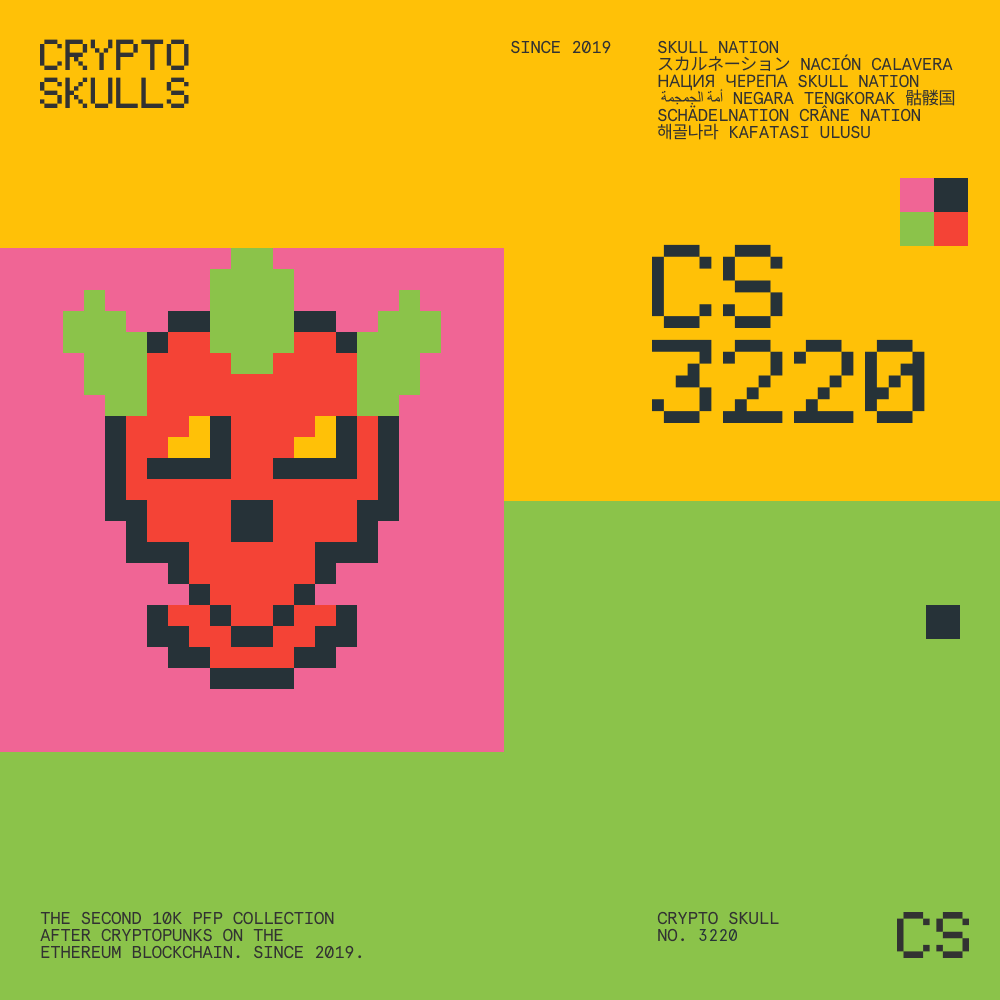 CRYPTO
SKULLS
SINCE 2019
SKULL NATION
スカルネーション NACIÓN CALAVERA
НАЦИЯ ЧЕРЕПА SKULL NATION
أمة الجمجمة NEGARA TENGKORAK 骷髅国
SCHÄDELNATION CRÂNE NATION
해골나라 KAFATASI ULUSU
CS
3220
THE SECOND 10K PFP COLLECTION
AFTER CRYPTOPUNKS ON THE
ETHEREUM BLOCKCHAIN. SINCE 2019.
CRYPTO SKULL
NO. 3220
CS